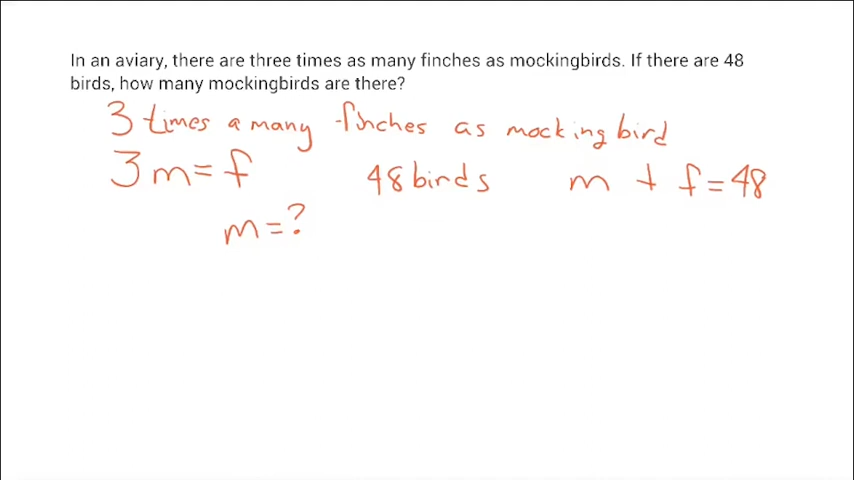 In an aviary, there are three times as many finches as mockingbirds. If there are 48
birds, how many mockingbirds are there?
3 times a many finches as mocking bird
3m = f 48 birds m + f = 48
m = ?